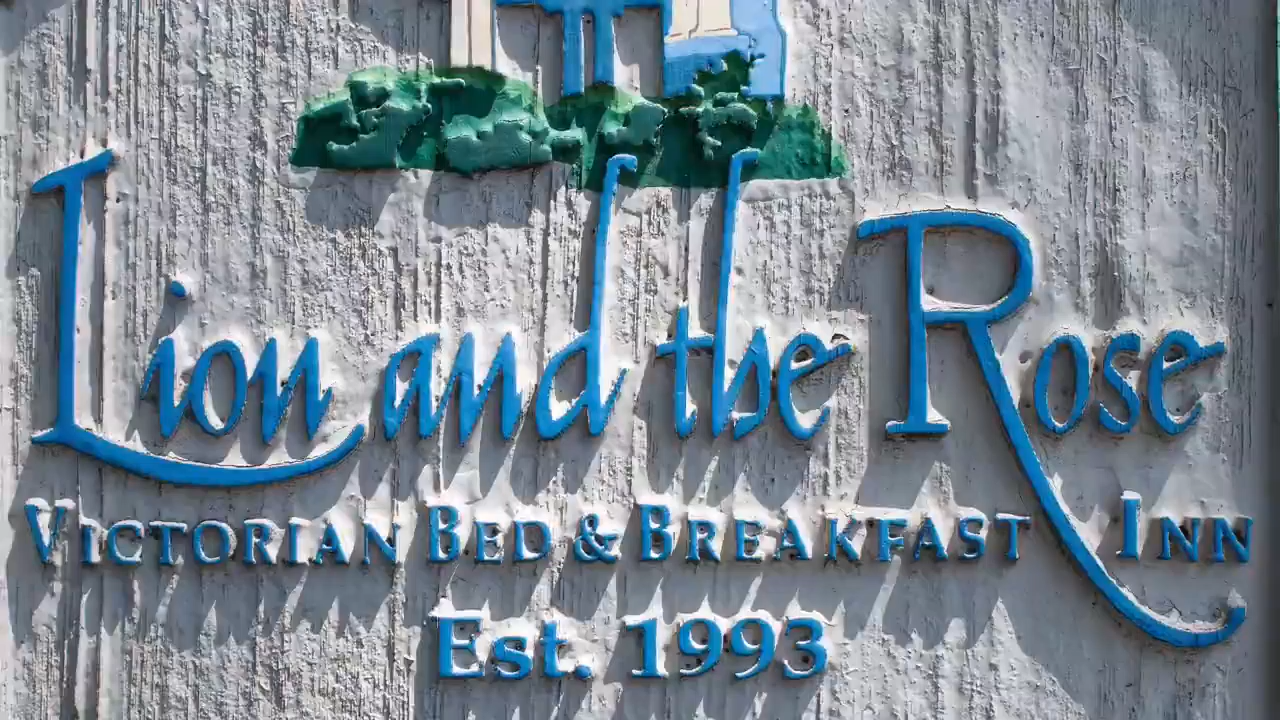 Lion and the Rose
Victorian Bed & Breakfast Inn
Est. 1993